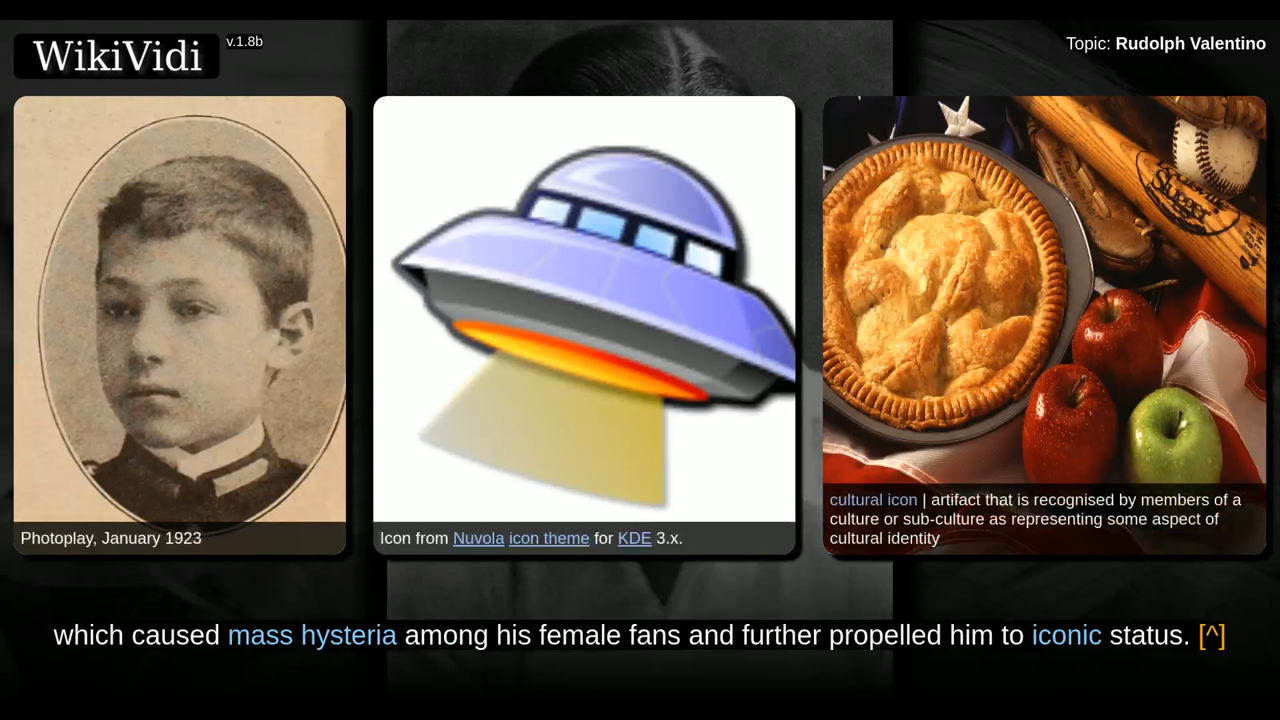 WikiVidi v.1.8b
Topic: Rudolph Valentino
Photoplay, January 1923
Icon from Nuvola icon theme for KDE 3.x.
cultural icon | artifact that is recognised by members of a
culture or sub-culture as representing some aspect of
cultural identity
which caused mass hysteria among his female fans and further propelled him to iconic status. [^]